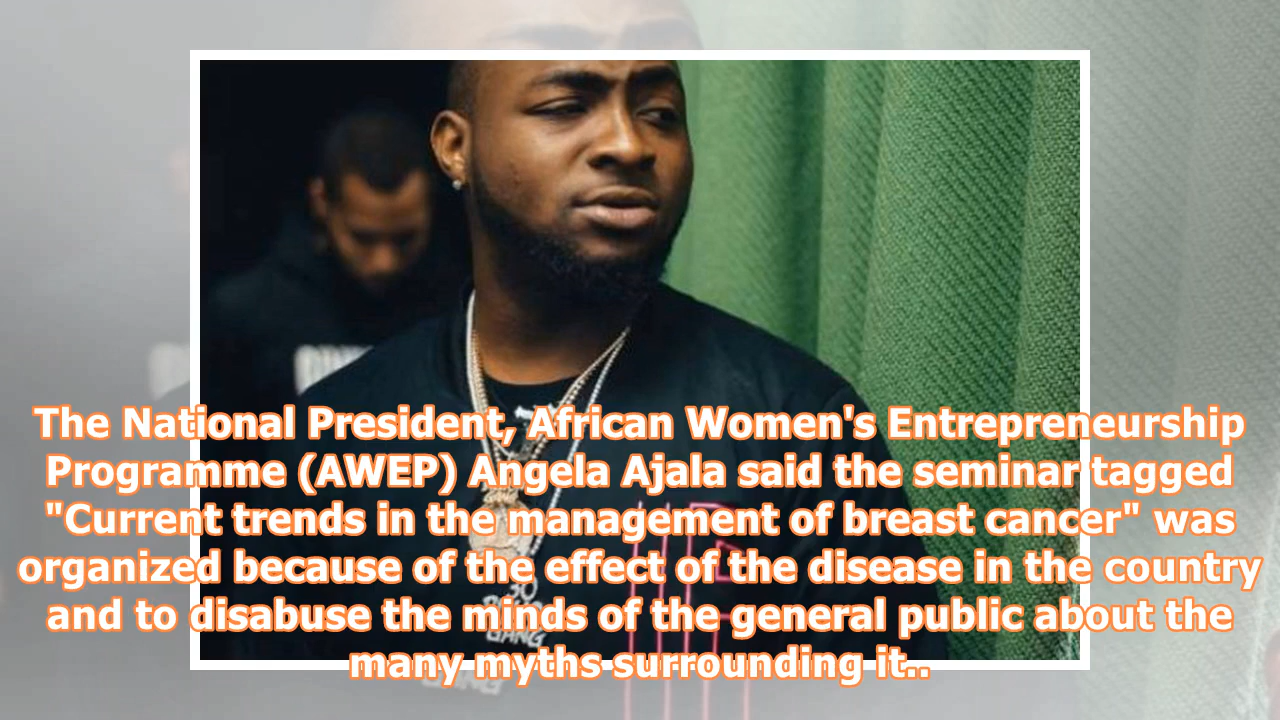 The National President, African Women's Entrepreneurship
Programme (AWEP) Angela Ajala said the seminar tagged
"Current trends in the management of breast cancer" was
organized because of the effect of the disease in the country
and to disabuse the minds of the general public about the
many myths surrounding it..
GANG